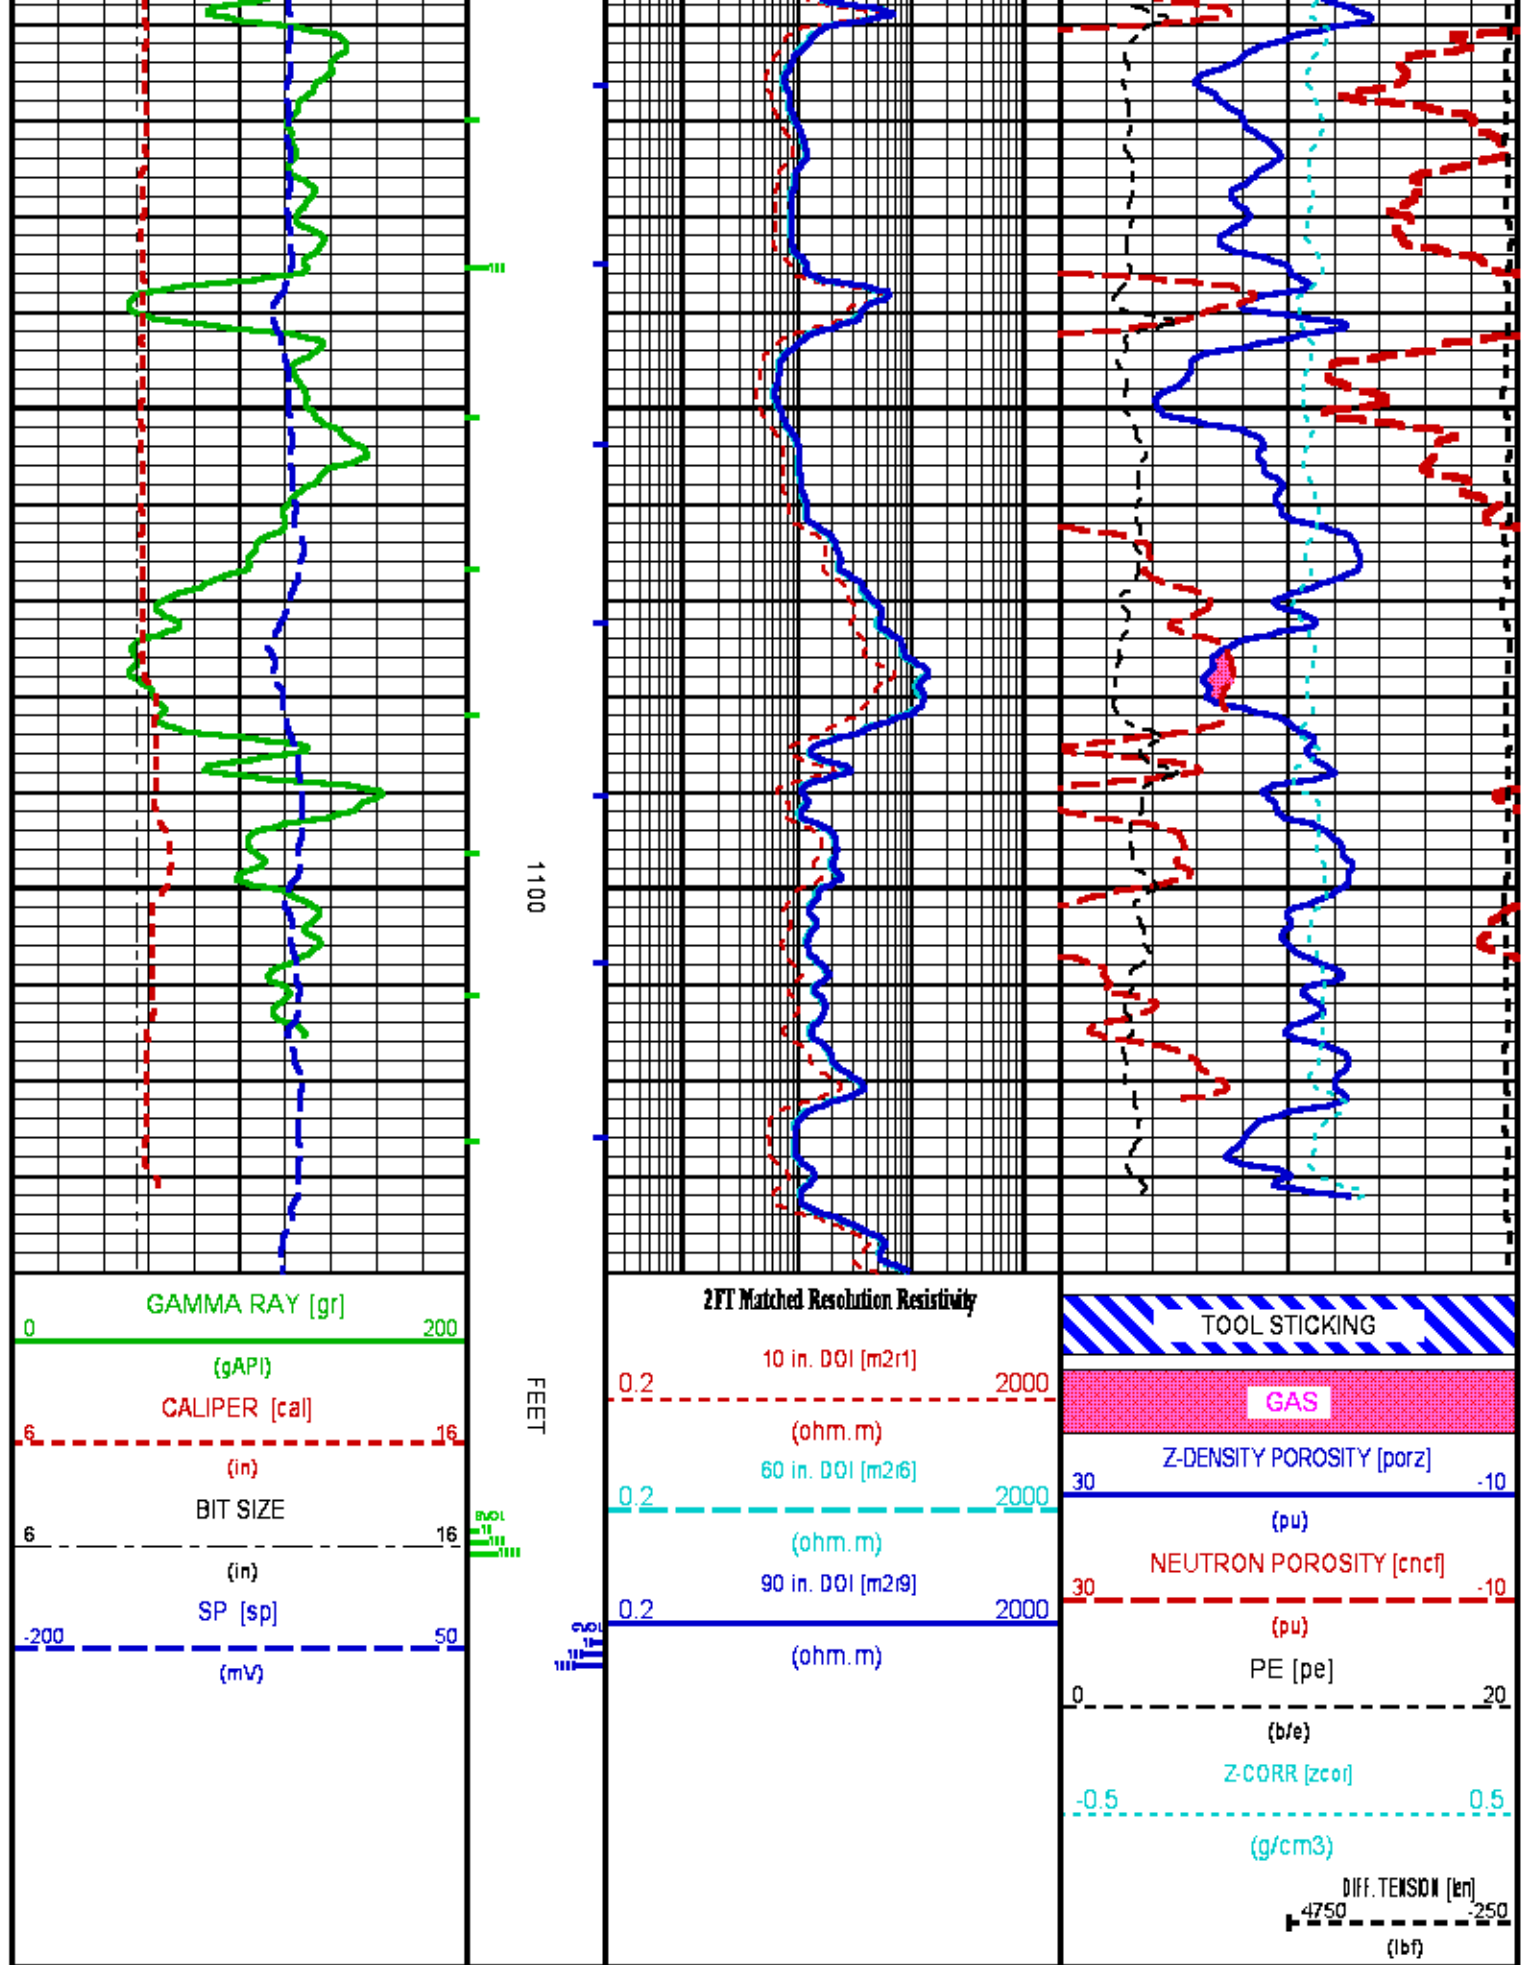 1100
FEET
GAMMA RAY [gr]
0 200
(gAPI)
CALIPER [cal]
6 16
(in)
BIT SIZE
6 16
(in)
SP [sp]
-200 50
(mV)
BVOL
2FT Matched Resolution Resistivity
10 in. DOI [m2r1]
0.2 2000
(ohm.m)
60 in. DOI [m2r6]
0.2 2000
(ohm.m)
90 in. DOI [m2r9]
0.2 2000
(ohm.m)
TOOL STICKING
GAS
Z-DENSITY POROSITY [porz]
30 -10
(pu)
NEUTRON POROSITY [cncf]
30 -10
(pu)
PE [pe]
0 20
(b/e)
Z-CORR [zcor]
-0.5 0.5
(g/cm3)
DIFF. TENSION [ten]
4750 -250
(lbf)